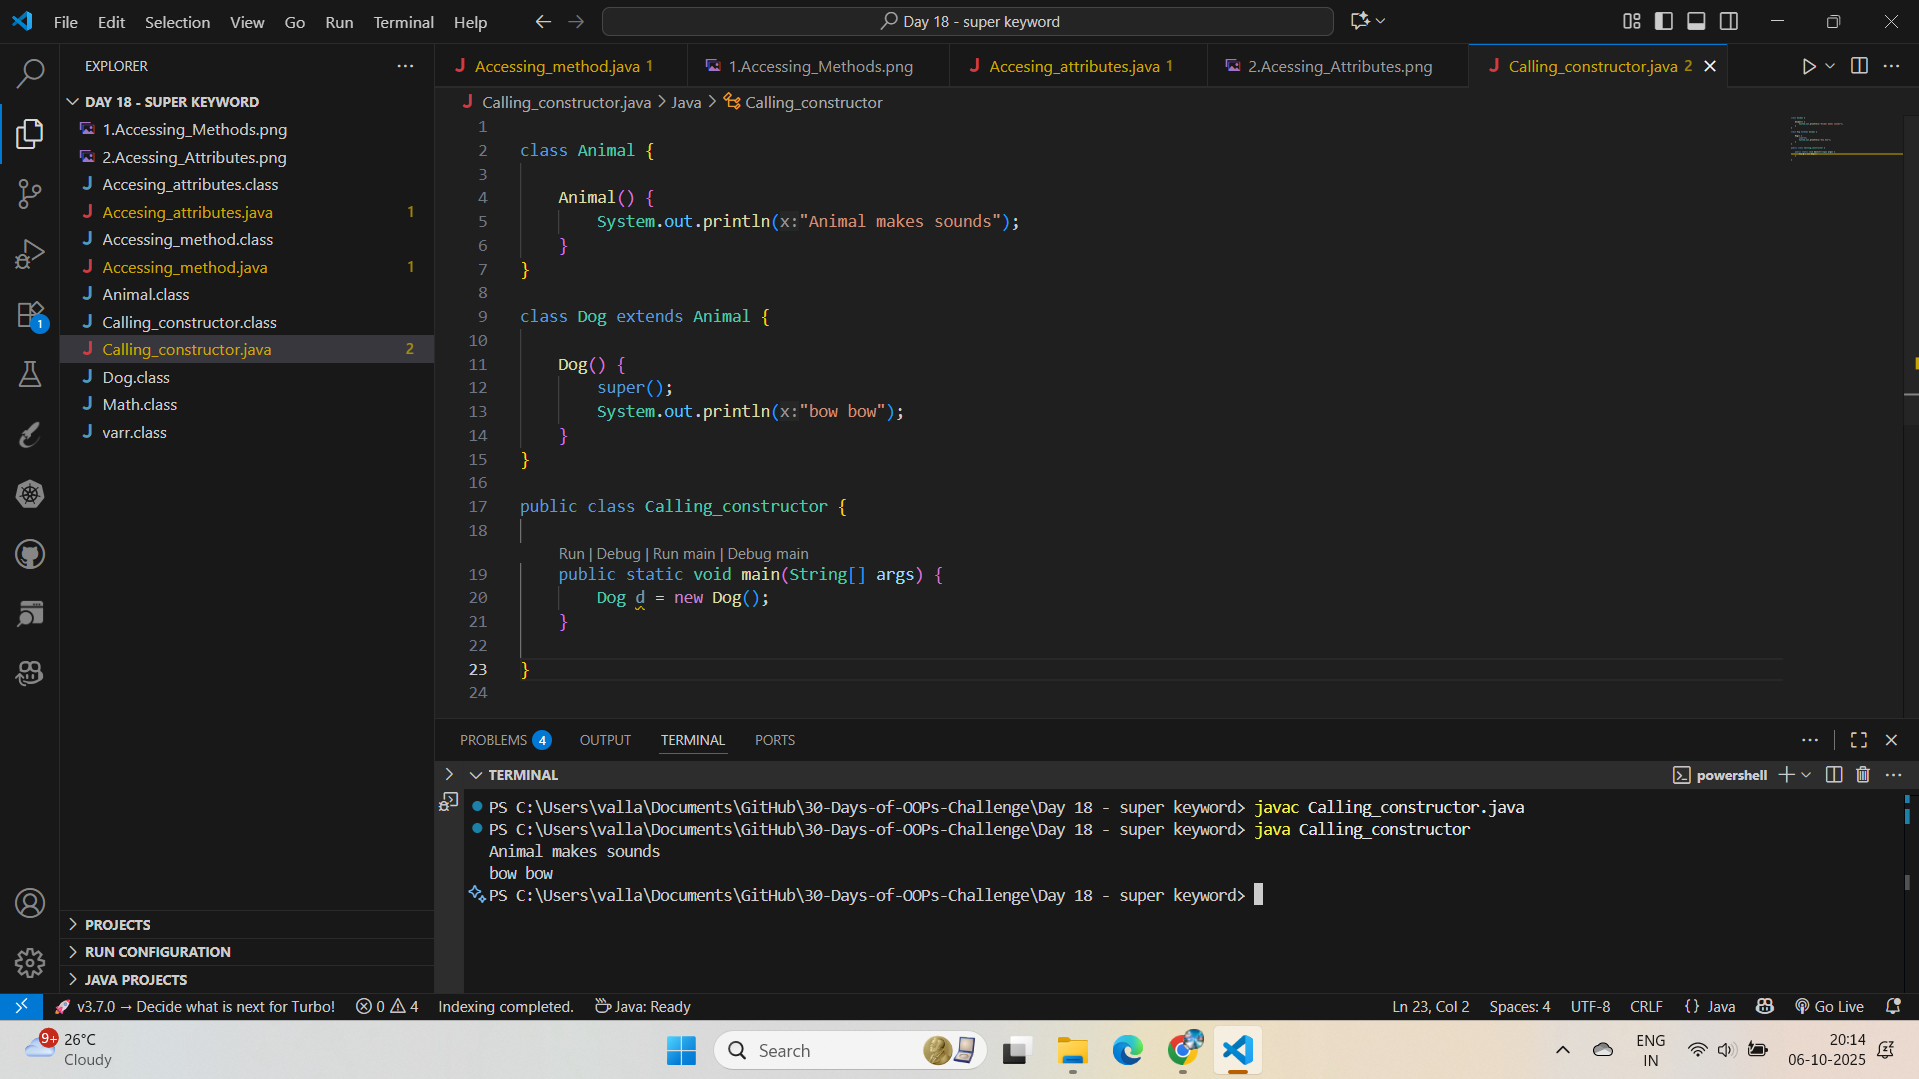 File Edit Selection View Go Run Terminal Help
Day 18 - super keyword
EXPLORER
DAY 18 - SUPER KEYWORD
1.Accessing_Methods.png
2.Acessing_Attributes.png
Accesing_attributes.class
Accesing_attributes.java 1
Accessing_method.class
Accessing_method.java 1
Animal.class
1
Calling_constructor.class
Calling_constructor.java 2
Dog.class
Math.class
varr.class
PROJECTS
RUN CONFIGURATION
JAVA PROJECTS
Accessing_method.java 1 1.Accessing_Methods.png Accesing_attributes.java 1 2.Acessing_Attributes.png Calling_constructor.java 2
Calling_constructor.java > Java > Calling_constructor
1
2 class Animal {
3
4 Animal() {
5 System.out.println(x:"Animal makes sounds");
6 }
7 }
8
9 class Dog extends Animal {
10
11 Dog() {
12 super();
13 System.out.println(x:"bow bow");
14 }
15 }
16
17 public class Calling_constructor {
18
Run | Debug | Run main | Debug main
19 public static void main(String[] args) {
20 Dog d = new Dog();
21 }
22
23 }
24
PROBLEMS 4 OUTPUT TERMINAL PORTS
TERMINAL
powershell
PS C:\Users\valla\Documents\GitHub\30-Days-of-OOPs-Challenge\Day 18 - super keyword> javac Calling_constructor.java
PS C:\Users\valla\Documents\GitHub\30-Days-of-OOPs-Challenge\Day 18 - super keyword> java Calling_constructor
Animal makes sounds
bow bow
PS C:\Users\valla\Documents\GitHub\30-Days-of-OOPs-Challenge\Day 18 - super keyword>
v3.7.0 → Decide what is next for Turbo! 0 4 Indexing completed. Java: Ready
Ln 23, Col 2 Spaces: 4 UTF-8 CRLF {} Java Go Live
9+ 26°C
Cloudy
Search
ENG
IN
20:14
06-10-2025